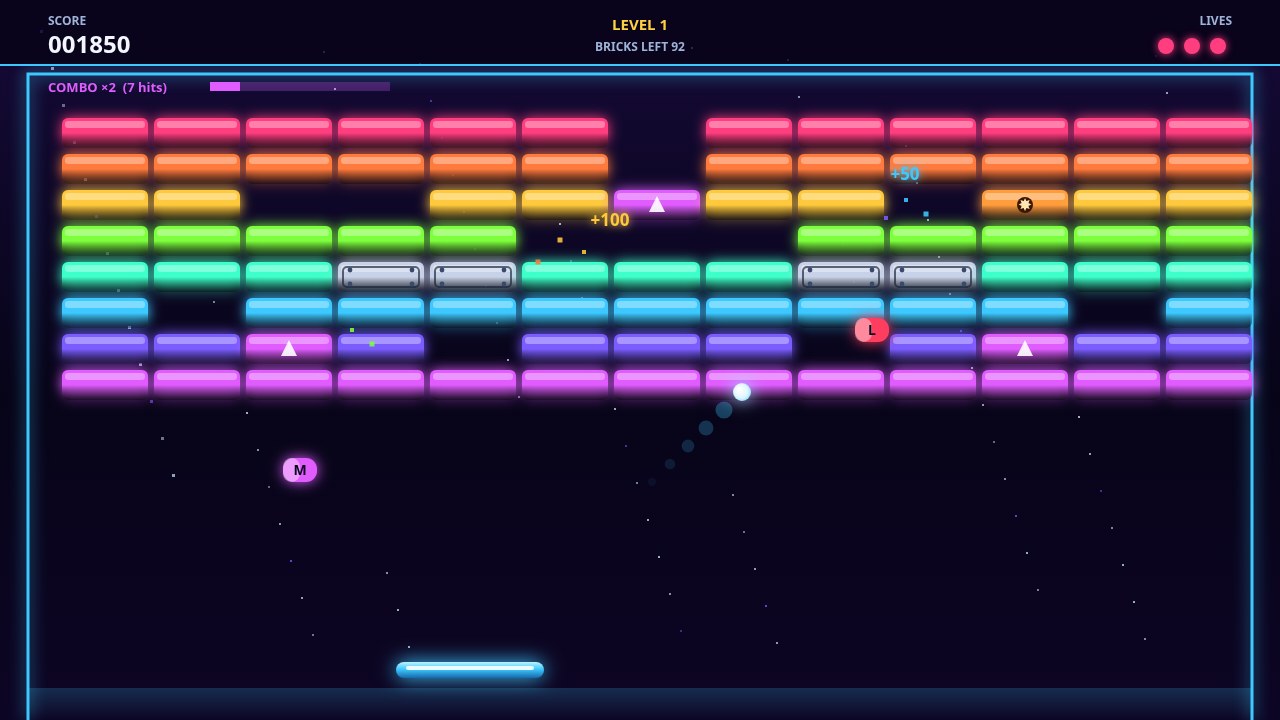 SCORE
001850
LEVEL 1
BRICKS LEFT 92
LIVES
COMBO ×2 (7 hits)
+50
+100
L
M